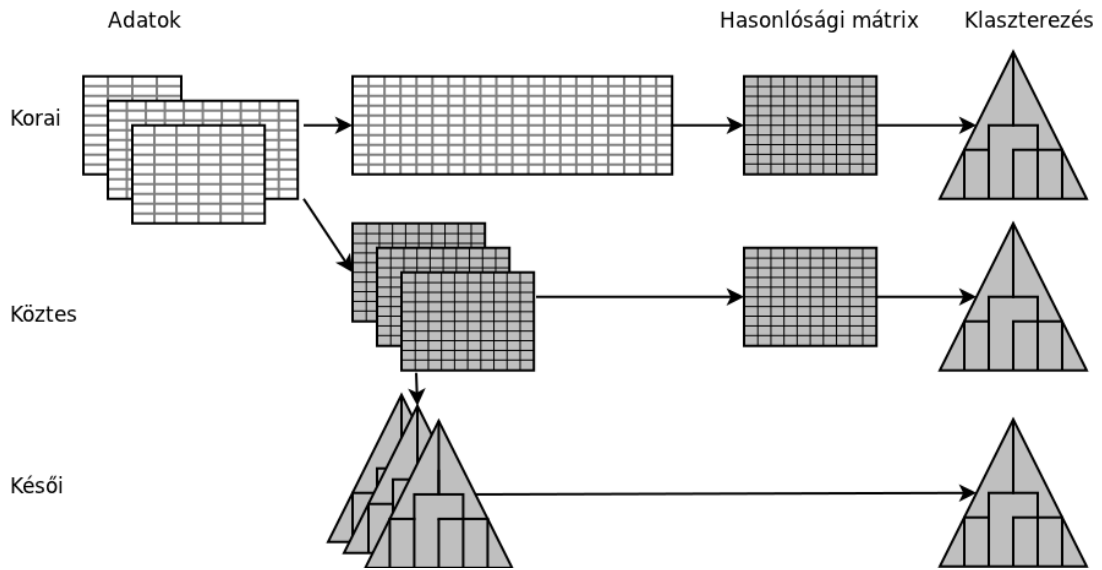 Adatok
Hasonlósági mátrix
Klaszterezés
Korai
Köztes
Késői